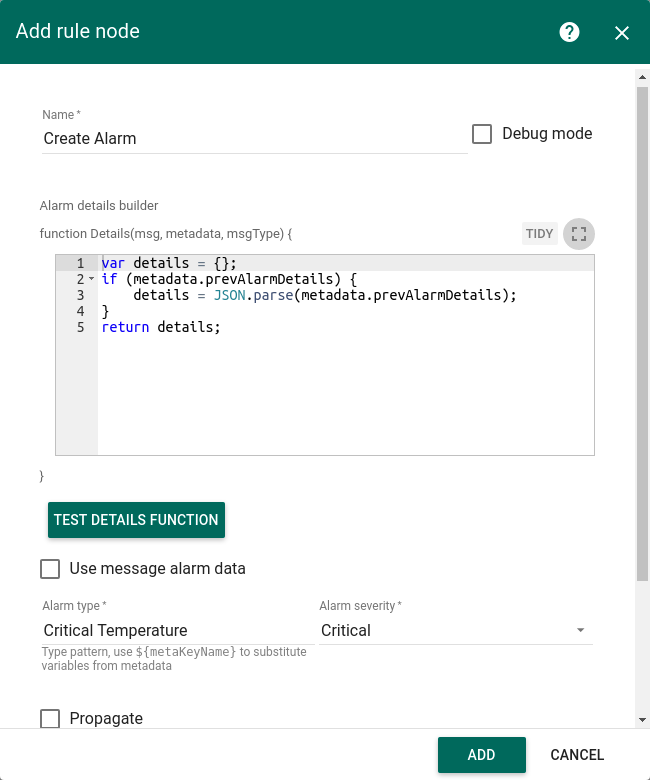 Add rule node
Name *
Create Alarm
Debug mode
Alarm details builder
function Details(msg, metadata, msgType) {
TIDY
1 var details = {};
2 if (metadata.prevAlarmDetails) {
3     details = JSON.parse(metadata.prevAlarmDetails);
4 }
5 return details;
}
TEST DETAILS FUNCTION
Use message alarm data
Alarm type *
Alarm severity *
Critical Temperature
Critical
Type pattern, use ${metaKeyName} to substitute
variables from metadata
Propagate
ADD
CANCEL